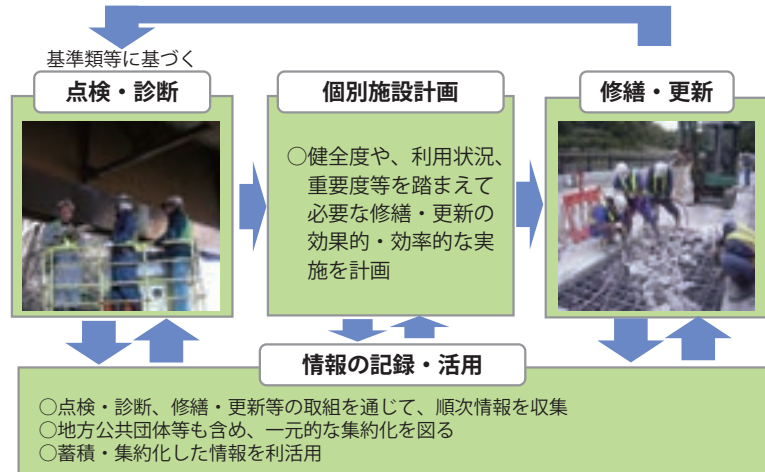 基準類等に基づく
点検・診断
個別施設計画
修繕・更新
○健全度や、利用状況、
重要度等を踏まえて
必要な修繕・更新の
効果的・効率的な実
施を計画
情報の記録・活用
○点検・診断、修繕・更新等の取組を通じて、順次情報を収集
○地方公共団体等も含め、一元的な集約化を図る
○蓄積・集約化した情報を利活用